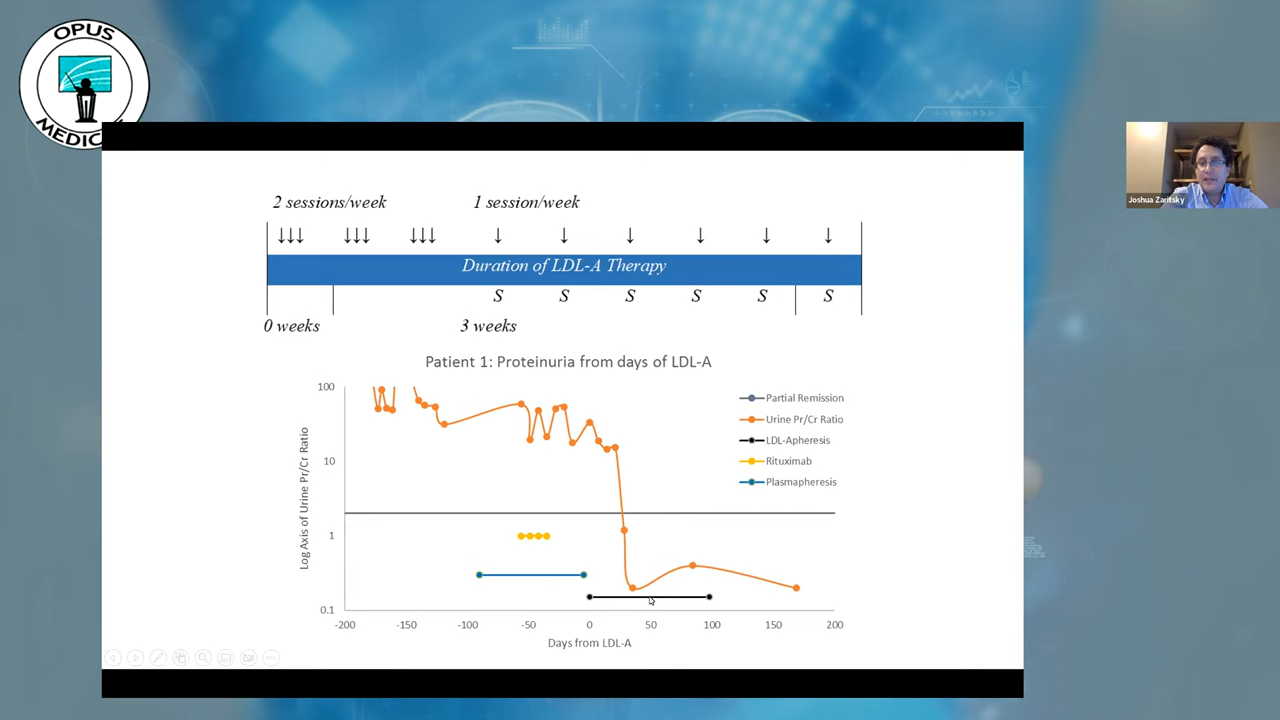 OPUS
MEDIC
Joshua Zaritsky
2 sessions/week
1 session/week
↓↓↓ ↓↓↓ ↓↓↓ ↓ ↓ ↓ ↓ ↓ ↓
Duration of LDL-A Therapy
S S S S S S
0 weeks
3 weeks
Patient 1: Proteinuria from days of LDL-A
Log Axis of Urine Pr/Cr Ratio
100
10
1
0.1
Partial Remission
Urine Pr/Cr Ratio
LDL-Apheresis
Rituximab
Plasmapheresis
-200 -150 -100 -50 0 50 100 150 200
Days from LDL-A